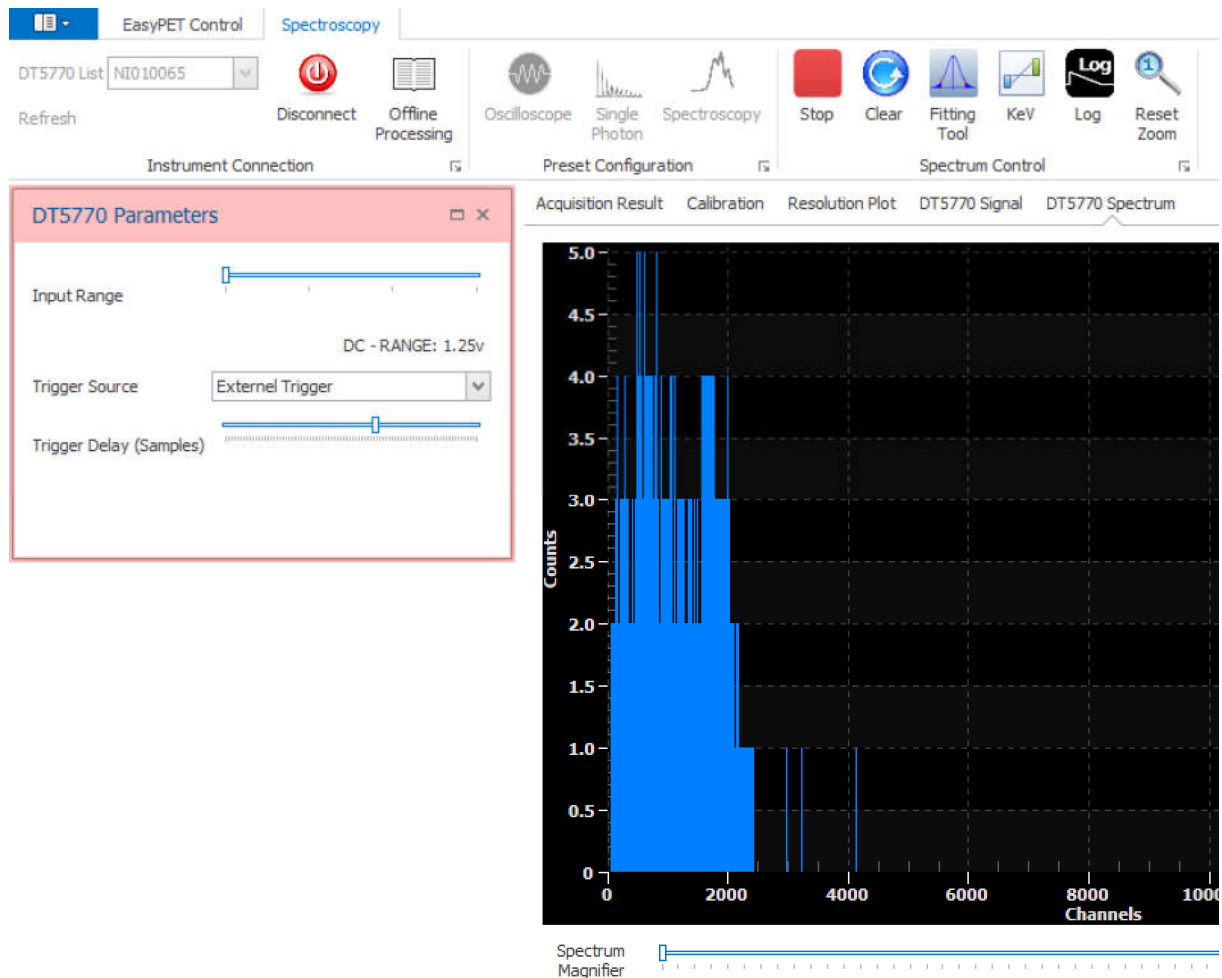 EasyPET Control Spectroscopy
DT5770 List NI010065
Refresh
Disconnect
Offline
Processing
Instrument Connection
Oscilloscope
Single
Photon
Spectroscopy
Preset Configuration
Stop
Clear
Fitting
Tool
KeV
Log
Log
1
Reset
Zoom
Spectrum Control
DT5770 Parameters
Input Range
DC - RANGE: 1.25v
Trigger Source Externel Trigger
Trigger Delay (Samples)
Acquisition Result Calibration Resolution Plot DT5770 Signal DT5770 Spectrum
5.0
4.5
4.0
3.5
3.0
2.5
2.0
1.5
1.0
0.5
0
Counts
0 2000 4000 6000 8000 1000
Channels
Spectrum
Magnifier